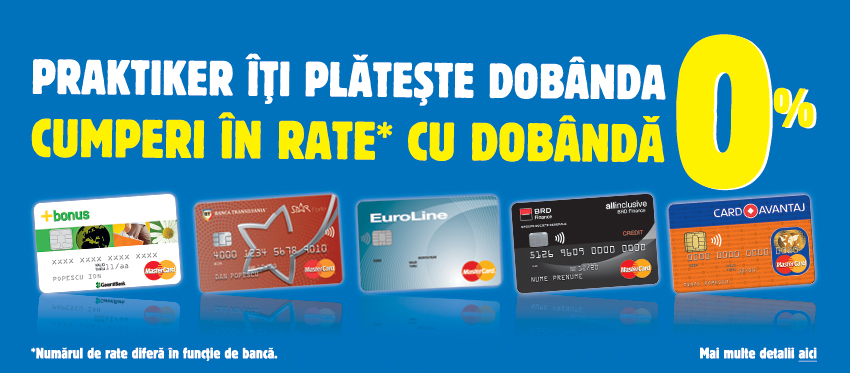 PRAKTIKER ÎȚI PLĂTEȘTE DOBÂNDA
CUMPERI ÎN RATE* CU DOBÂNDĂ 0%
+bonus
XXXX XXXX XXXX XXXX
POPESCU ION
MasterCard
GarantiBank
BT BANCA TRANSILVANIA
STAR Forte
4000 1234 5678 9010
DAN POPESCU
MasterCard
EuroLine
MasterCard
BRD
Finance
allinclusive
BRD Finance
CREDIT
5126 9609 0000 0000
NUME PRENUME
MasterCard
CARD AVANTAJ
MasterCard
*Numărul de rate diferă în funcție de bancă.
Mai multe detalii aici